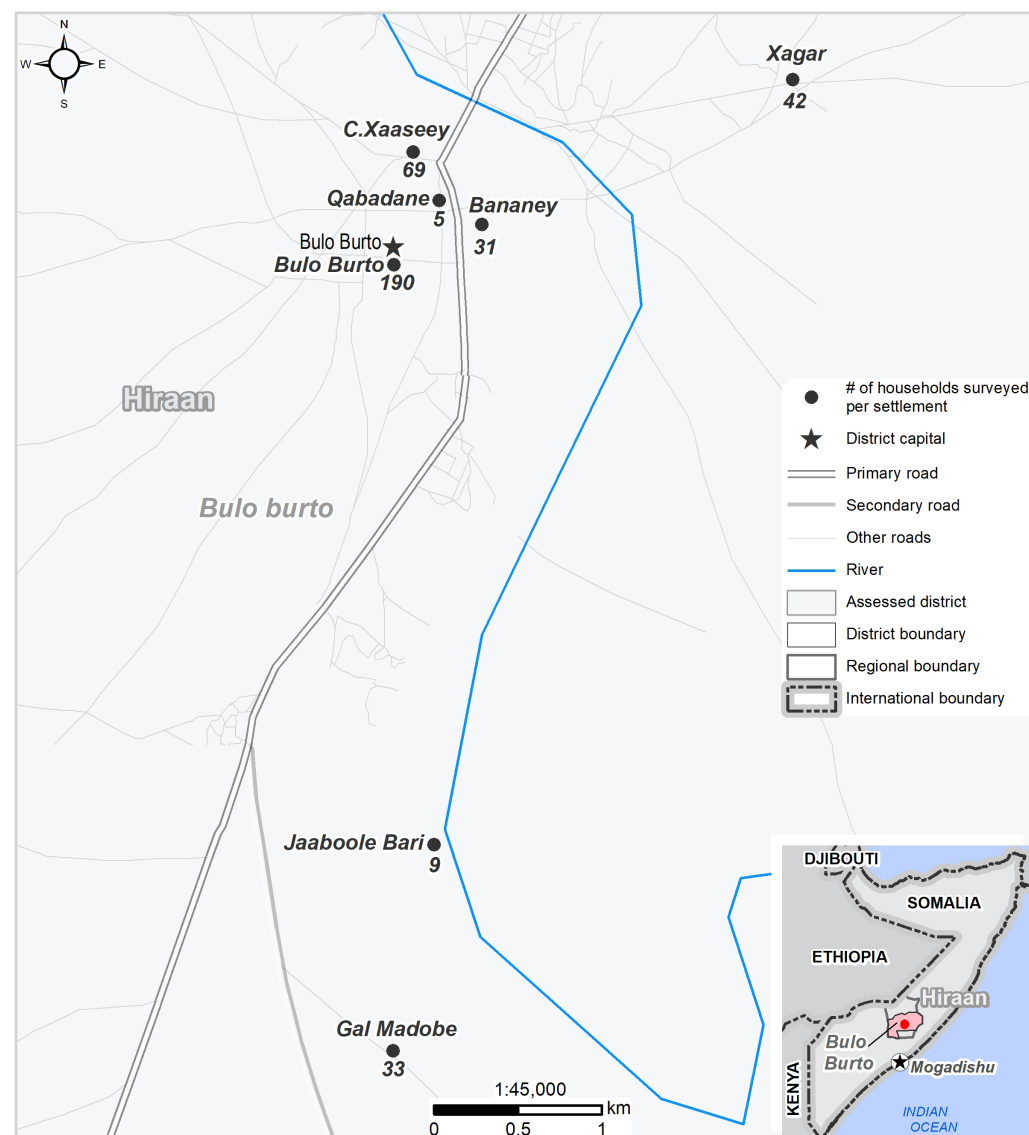 N
W
E
S
Xagar
42
C.Xaaseey
69
Qabadane
5
Bananey
31
Bulo Burto
Bulo Burto
190
Hiraan
Bulo burto
# of households surveyed
per settlement
District capital
Primary road
Secondary road
Other roads
River
Assessed district
District boundary
Regional boundary
International boundary
Jaaboole Bari
9
Gal Madobe
33
1:45,000
km
0
0.5
1
DJIBOUTI
SOMALIA
ETHIOPIA
Hiraan
Bulo
Burto
Mogadishu
KENYA
INDIAN
OCEAN